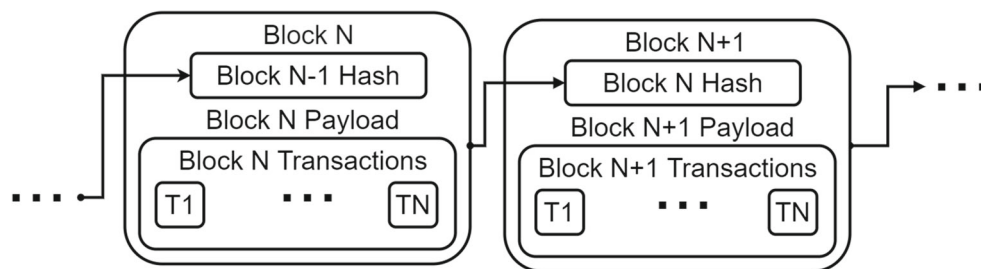 Block N
Block N-1 Hash
Block N Payload
Block N Transactions
T1 ... TN
Block N+1
Block N Hash
Block N+1 Payload
Block N+1 Transactions
T1 ... TN
...
...